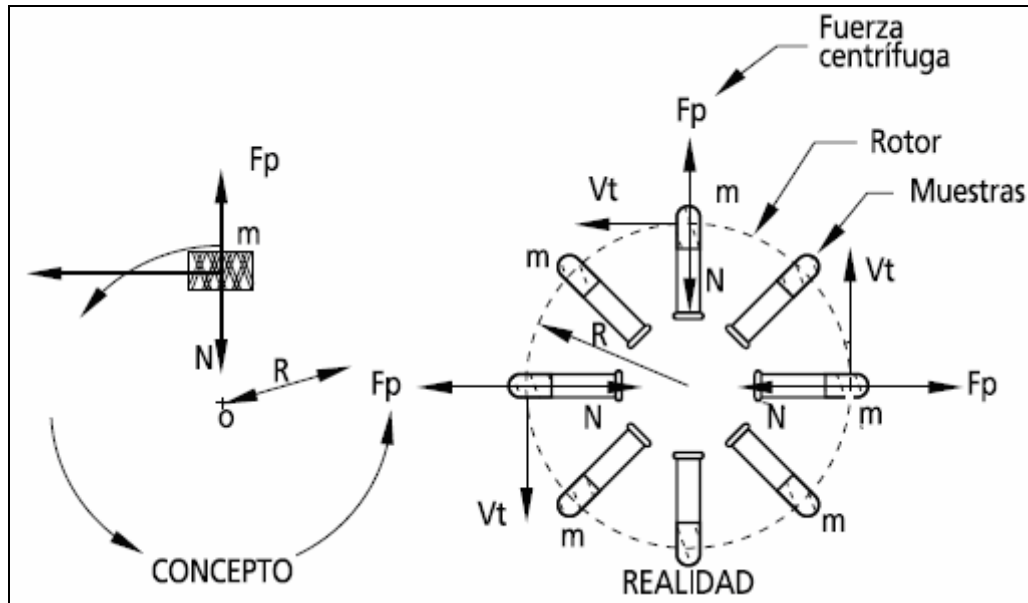 Fuerza
centrífuga
Fp
Fp
Rotor
m
Vt
Muestras
m
m
Vt
N
N
R
R
Fp
Fp
N
N
m
o
Vt
m
m
CONCEPTO
REALIDAD